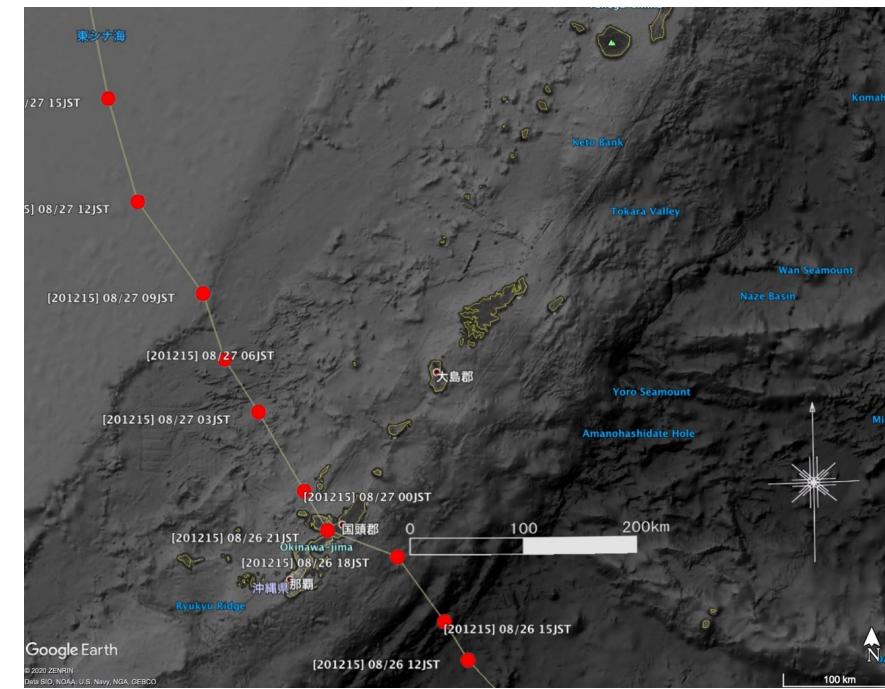 東シナ海
/27 15JST
Komah
Keto Bank
5] 08/27 12JST
Tokara Valley
Wan Seamount
Naze Basin
[201215] 08/27 09JST
[201215] 08/27 06JST
大島郡
Yoro Seamount
[201215] 08/27 03JST
Mi
Amanohashidate Hole
[201215] 08/27 00JST
国頭郡
0 100 200km
[201215] 08/26 21JST
Okinawa-jima
[201215] 08/26 18JST
沖縄県
那覇
Ryukyu Ridge
[201215] 08/26 15JST
Google Earth
N
[201215] 08/26 12JST
© 2020 ZENRIN
Data SIO, NOAA, U.S. Navy, NGA, GEBCO
100 km